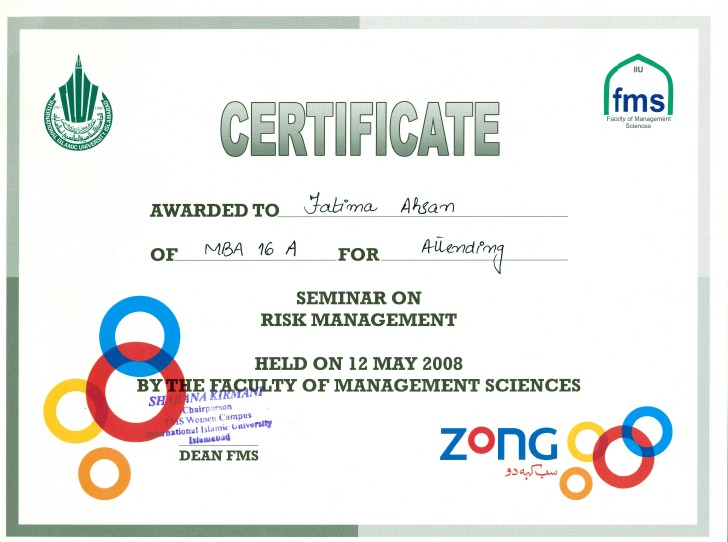 INTERNATIONAL ISLAMIC UNIVERSITY ISLAMABAD
IIU
fms
Faculty of Management
Sciences
CERTIFICATE
AWARDED TO Fatima Ahsan
OF MBA 16 A FOR Attending
SEMINAR ON
RISK MANAGEMENT
HELD ON 12 MAY 2008
BY THE FACULTY OF MANAGEMENT SCIENCES
SHABANA KIRMANI
Chairperson
FMS Women Campus
International Islamic University
Islamabad
DEAN FMS
ZONG
سب کہہ دو